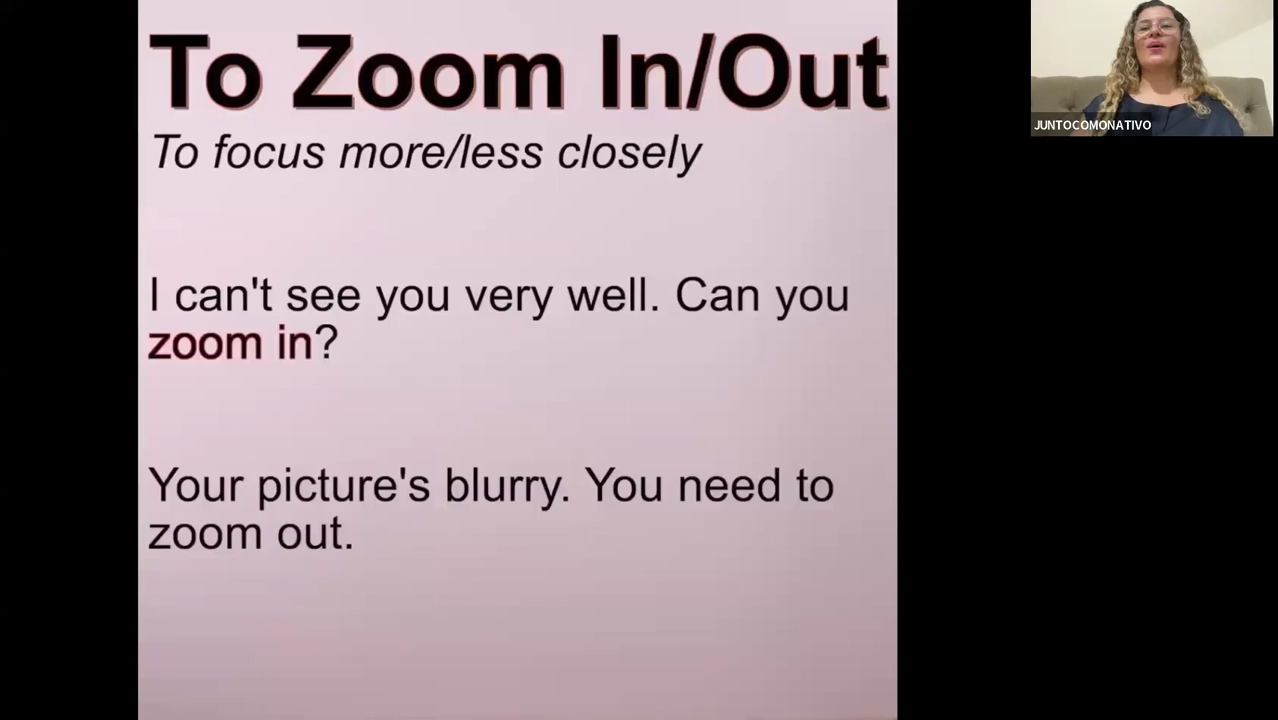 To Zoom In/Out
To focus more/less closely
I can't see you very well. Can you
zoom in?
Your picture's blurry. You need to
zoom out.
JUNTOCOMONATIVO